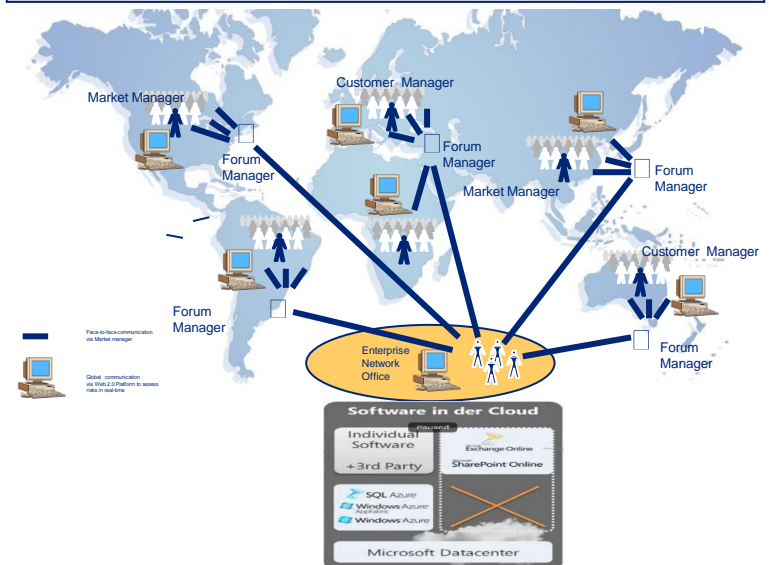 Customer Manager
Market Manager
Forum
Manager
Forum
Manager
Forum
Manager
Market Manager
Customer Manager
Forum
Manager
Forum
Manager
Face-to-face communication
via Market manager
Global communication
via Web 2.0 Platform to assess
risks in real-time
Enterprise
Network
Office
Software in der Cloud
Paused
Individual
Software
+3rd Party
Exchange Online
SharePoint Online
SQL Azure
Windows Azure
AppFabric
Windows Azure
Microsoft Datacenter